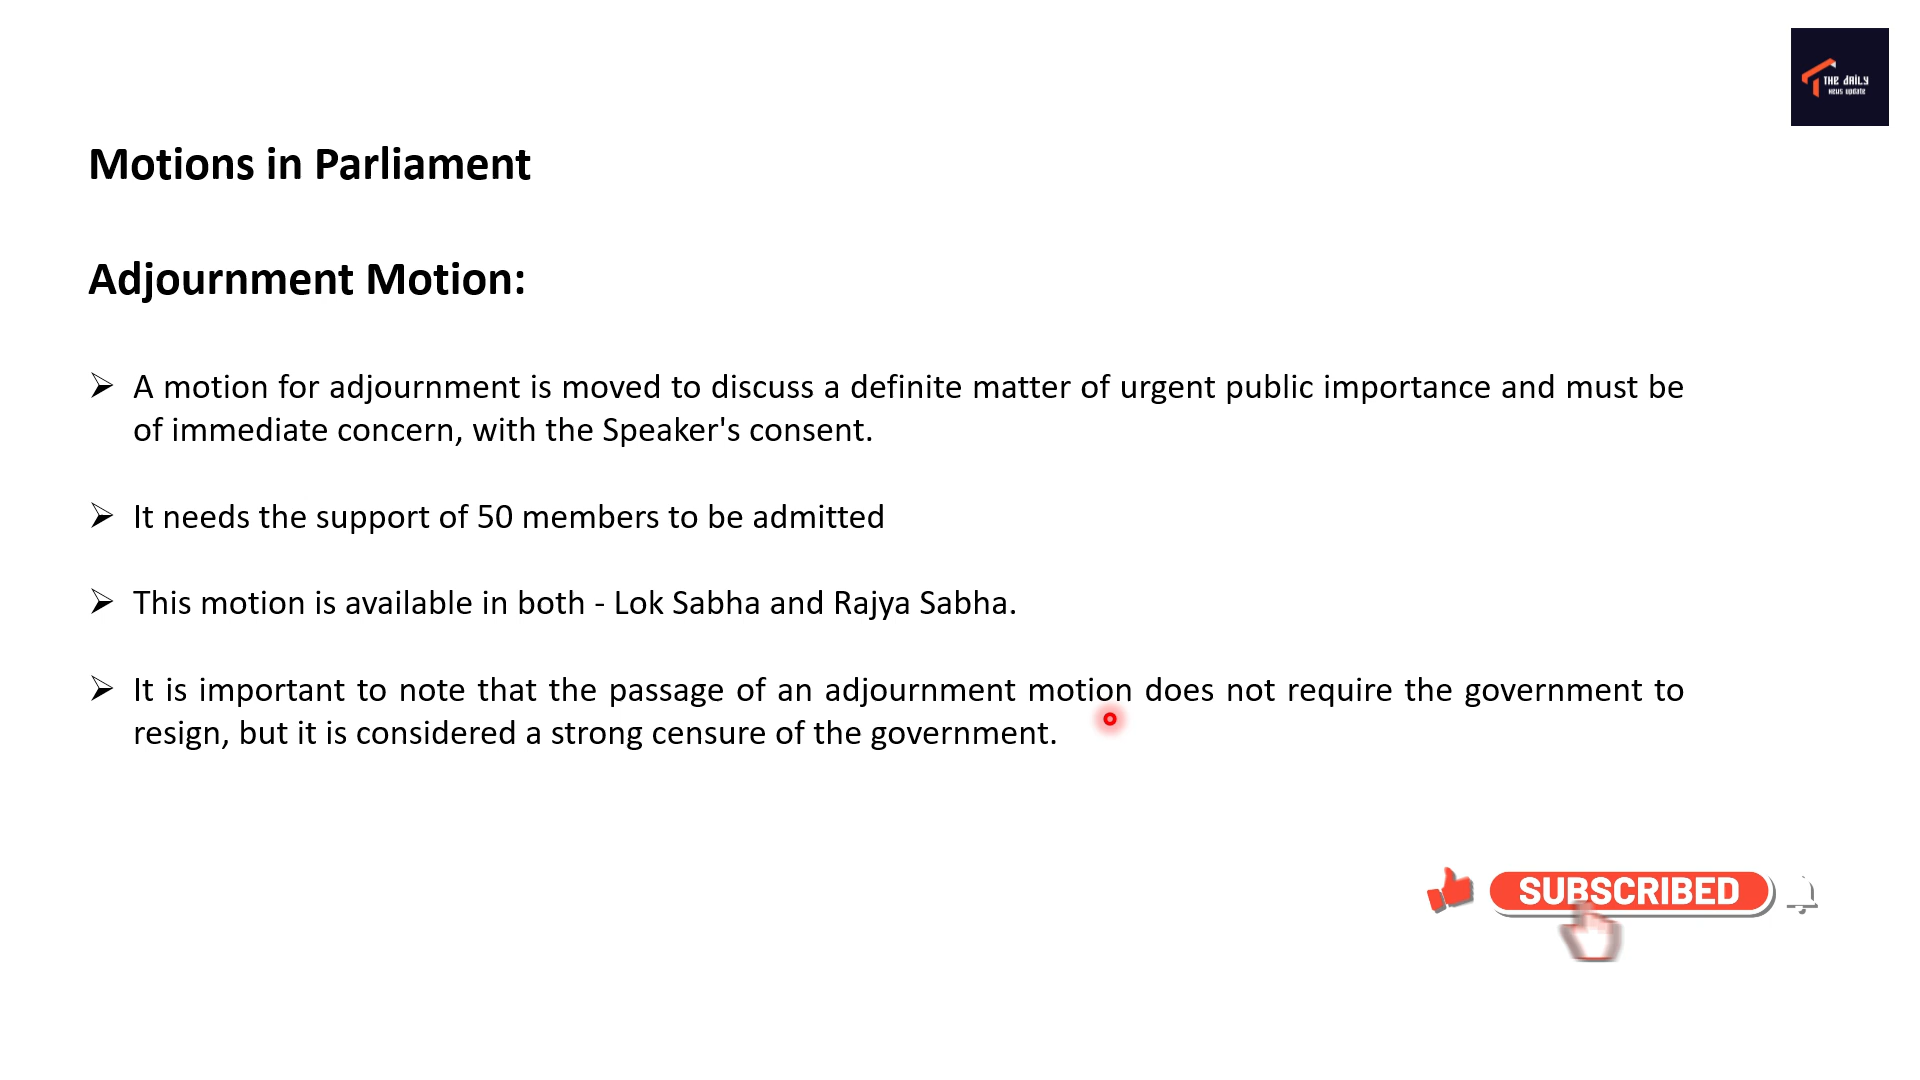 THE DAILY
news update
Motions in Parliament
Adjournment Motion:
➢ A motion for adjournment is moved to discuss a definite matter of urgent public importance and must be
of immediate concern, with the Speaker's consent.
➢ It needs the support of 50 members to be admitted
➢ This motion is available in both - Lok Sabha and Rajya Sabha.
➢ It is important to note that the passage of an adjournment motion does not require the government to
resign, but it is considered a strong censure of the government.
SUBSCRIBED